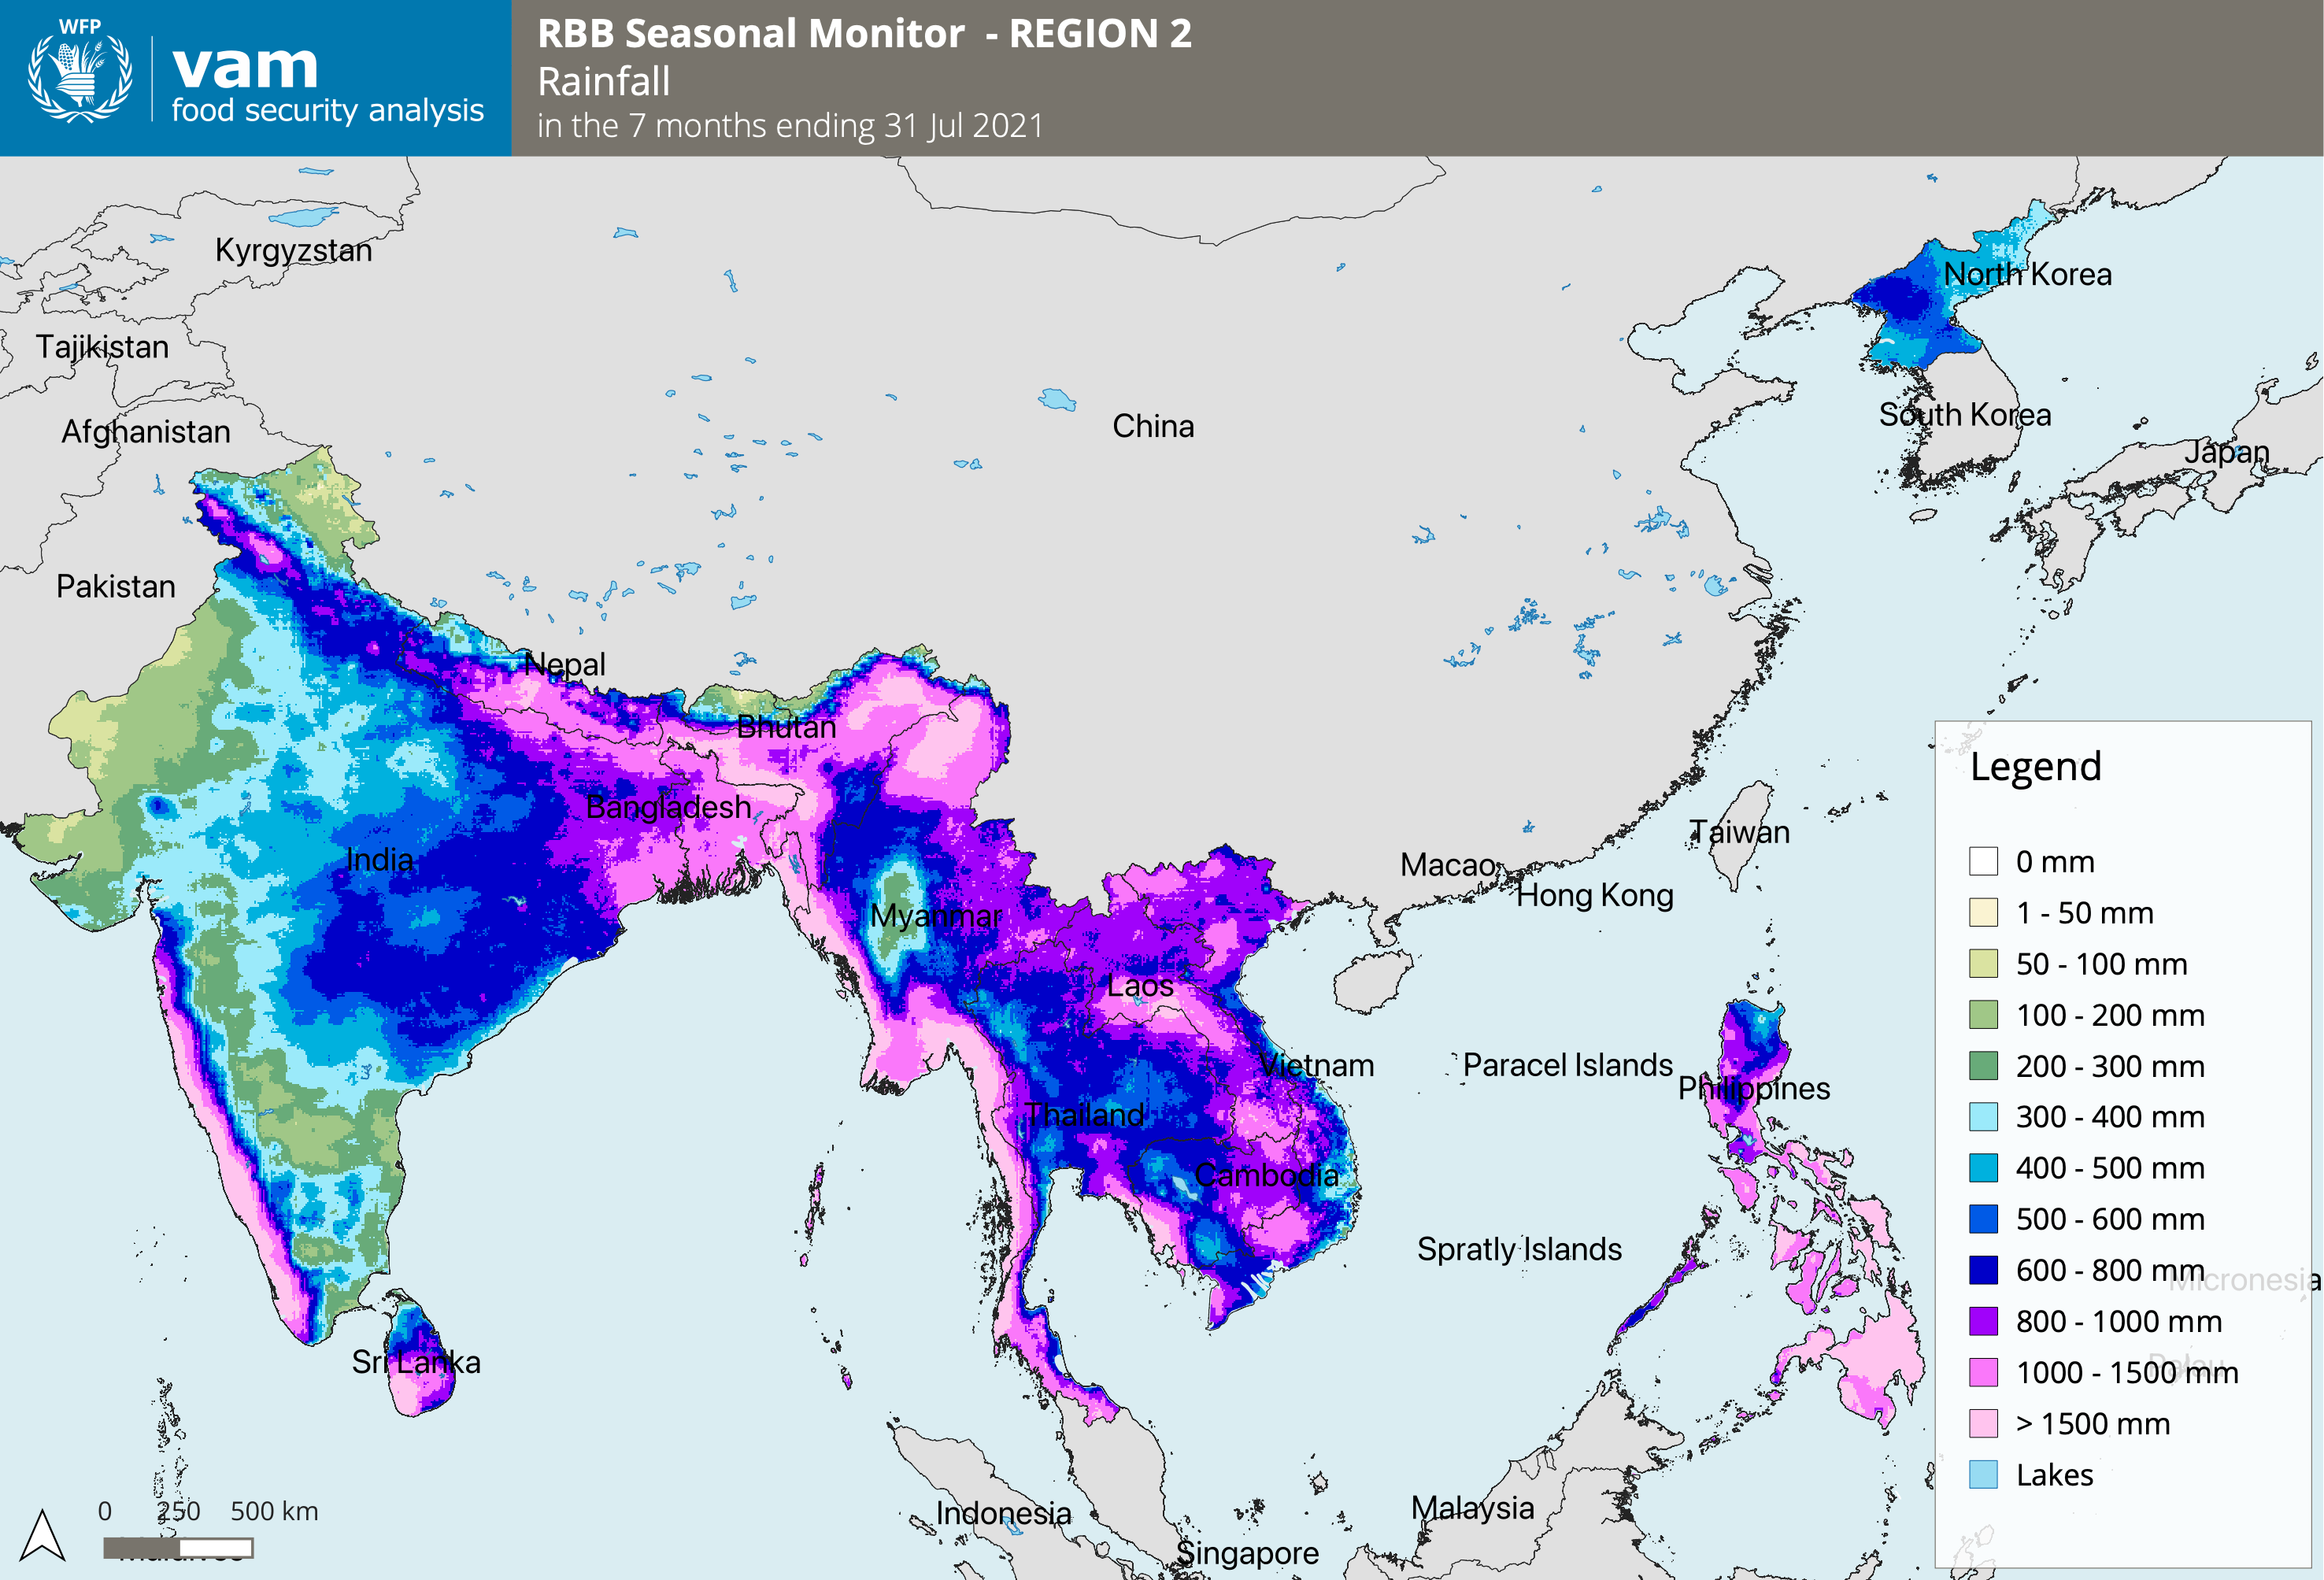 WFP
vam
food security analysis
RBB Seasonal Monitor - REGION 2
Rainfall
in the 7 months ending 31 Jul 2021
Kyrgyzstan
North Korea
Tajikistan
Afghanistan
China
South Korea
Japan
Pakistan
Nepal
Bhutan
Bangladesh
Taiwan
India
Macao
Hong Kong
Myanmar
Laos
Vietnam
Paracel Islands
Philippines
Thailand
Cambodia
Spratly Islands
Sri Lanka
Indonesia
Malaysia
Singapore
Maldives
0 250 500 km
Legend
0 mm
1 - 50 mm
50 - 100 mm
100 - 200 mm
200 - 300 mm
300 - 400 mm
400 - 500 mm
500 - 600 mm
600 - 800 mm
Micronesia
800 - 1000 mm
Palau
1000 - 1500 mm
> 1500 mm
Lakes